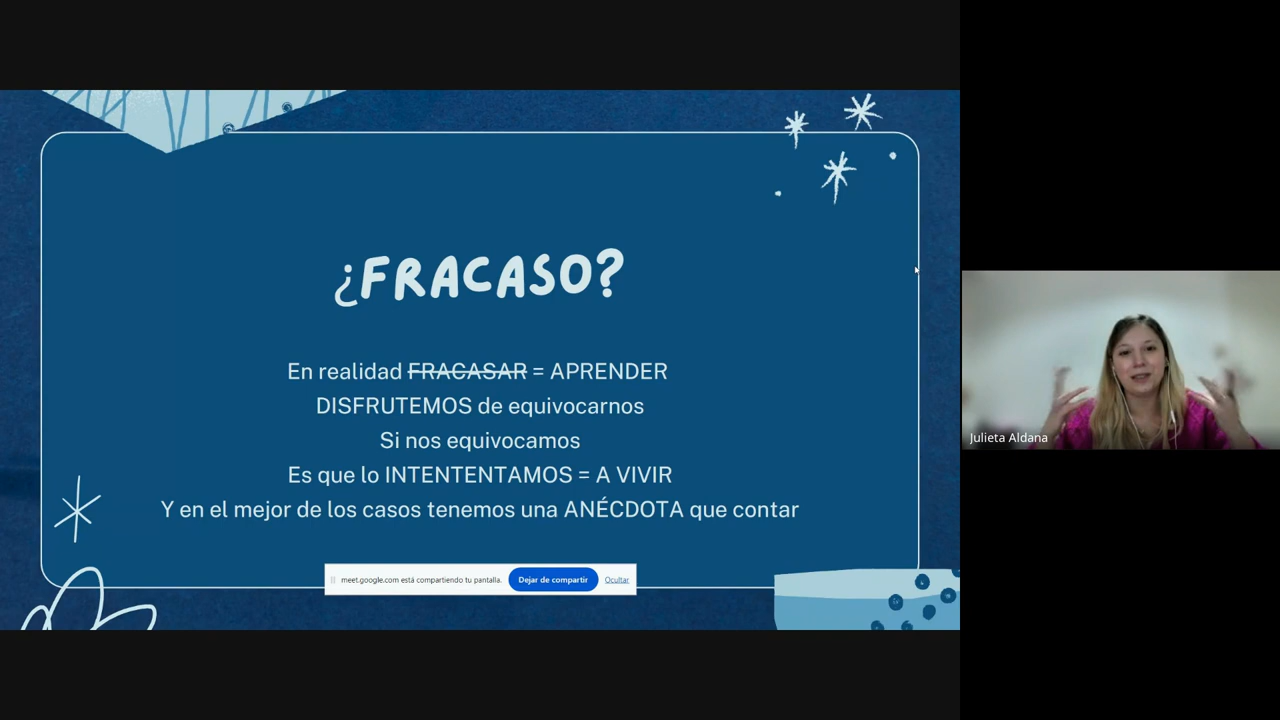 ¿FRACASO?
En realidad FRACASAR = APRENDER
DISFRUTEMOS de equivocarnos
Si nos equivocamos
Es que lo INTENTENTAMOS = A VIVIR
Y en el mejor de los casos tenemos una ANÉCDOTA que contar
meet.google.com está compartiendo tu pantalla. Dejar de compartir Ocultar
Julieta Aldana